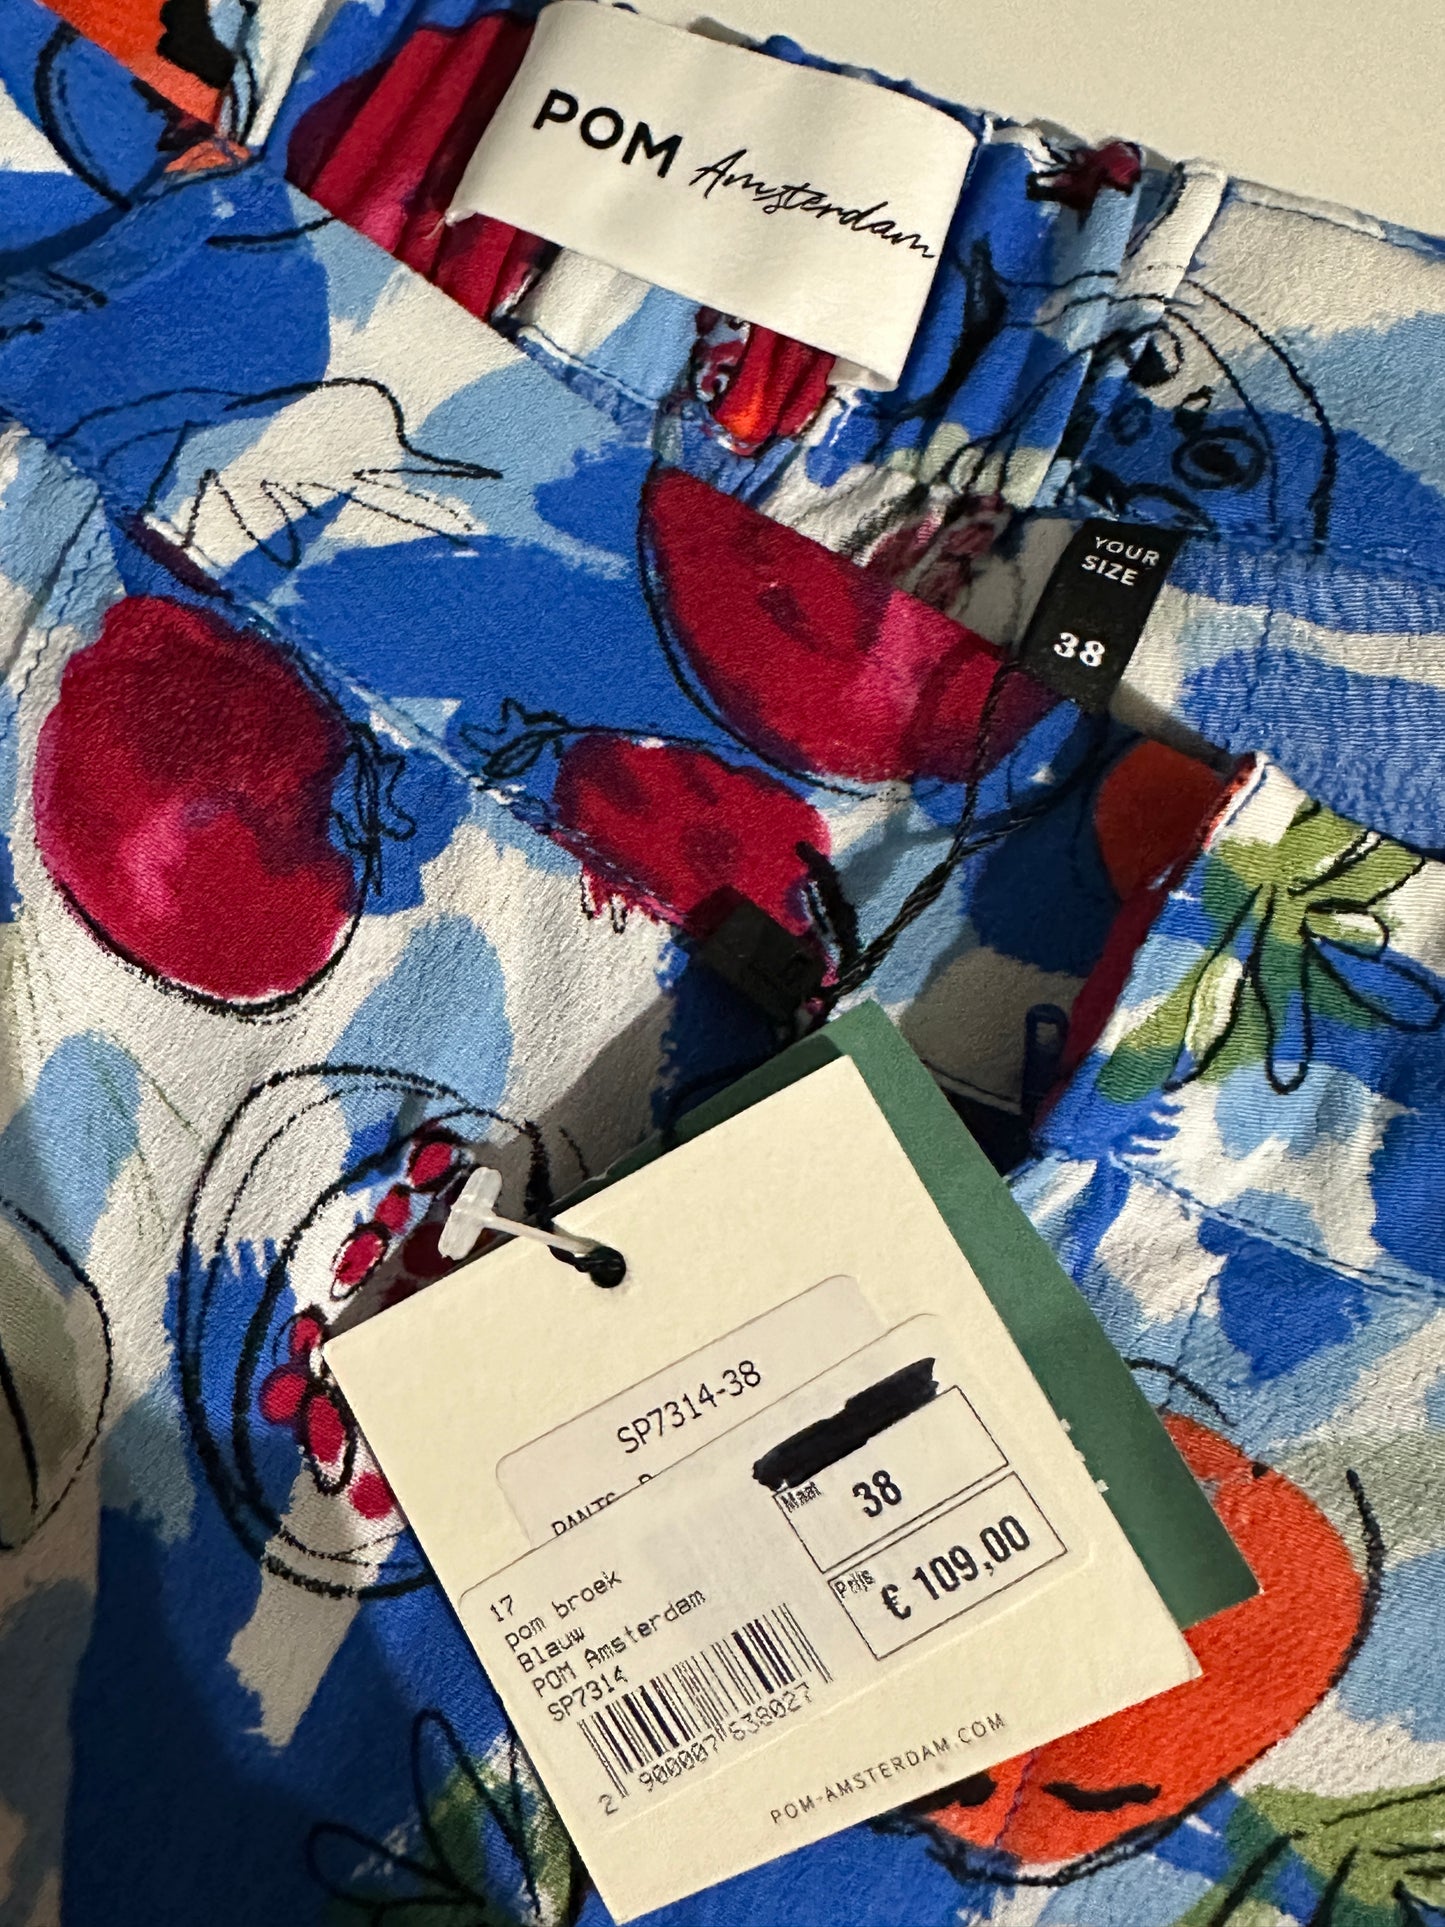 POM Amsterdam
YOUR
SIZE
38
SP7314-38
PANTS
Maat
38
Prijs
€ 109,00
17
pom broek
Blauw
POM Amsterdam
SP7314
2 900007 638027
POM-AMSTERDAM.COM